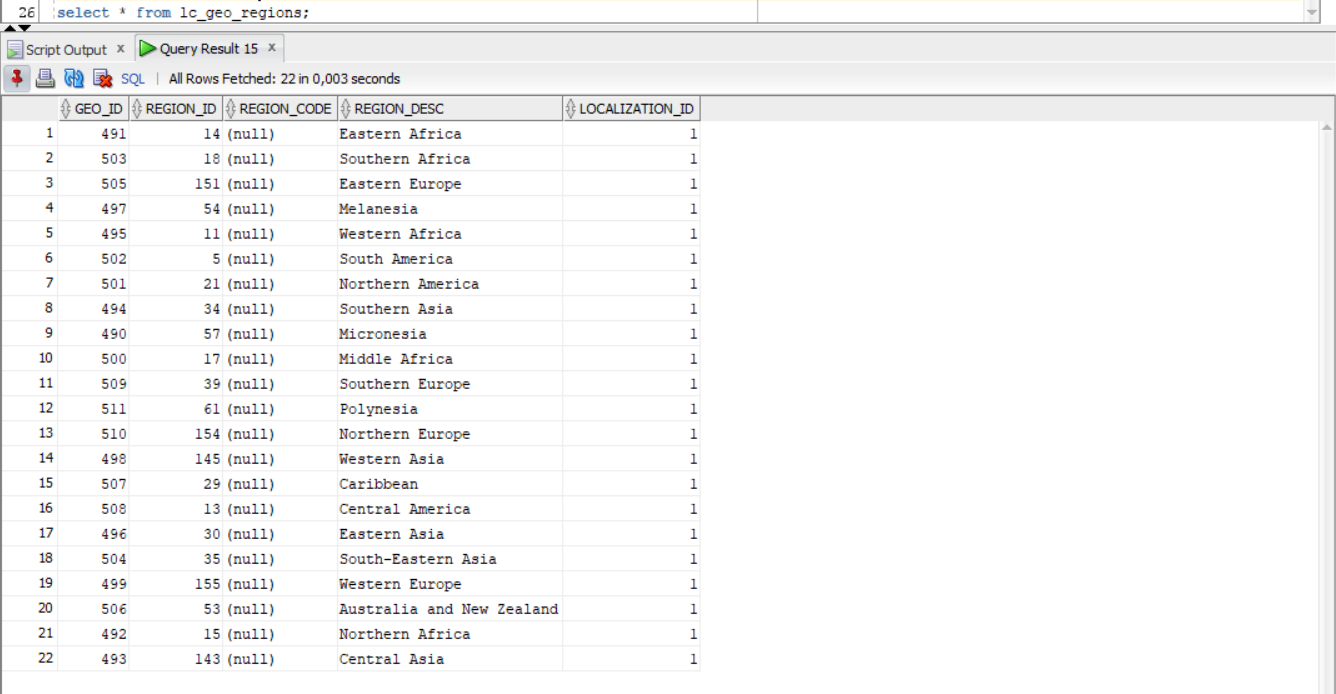 26 select * from lc_geo_regions;
Script Output x Query Result 15 x
SQL | All Rows Fetched: 22 in 0,003 seconds
GEO_ID REGION_ID REGION_CODE REGION_DESC LOCALIZATION_ID
1 491 14 (null) Eastern Africa 1
2 503 18 (null) Southern Africa 1
3 505 151 (null) Eastern Europe 1
4 497 54 (null) Melanesia 1
5 495 11 (null) Western Africa 1
6 502 5 (null) South America 1
7 501 21 (null) Northern America 1
8 494 34 (null) Southern Asia 1
9 490 57 (null) Micronesia 1
10 500 17 (null) Middle Africa 1
11 509 39 (null) Southern Europe 1
12 511 61 (null) Polynesia 1
13 510 154 (null) Northern Europe 1
14 498 145 (null) Western Asia 1
15 507 29 (null) Caribbean 1
16 508 13 (null) Central America 1
17 496 30 (null) Eastern Asia 1
18 504 35 (null) South-Eastern Asia 1
19 499 155 (null) Western Europe 1
20 506 53 (null) Australia and New Zealand 1
21 492 15 (null) Northern Africa 1
22 493 143 (null) Central Asia 1